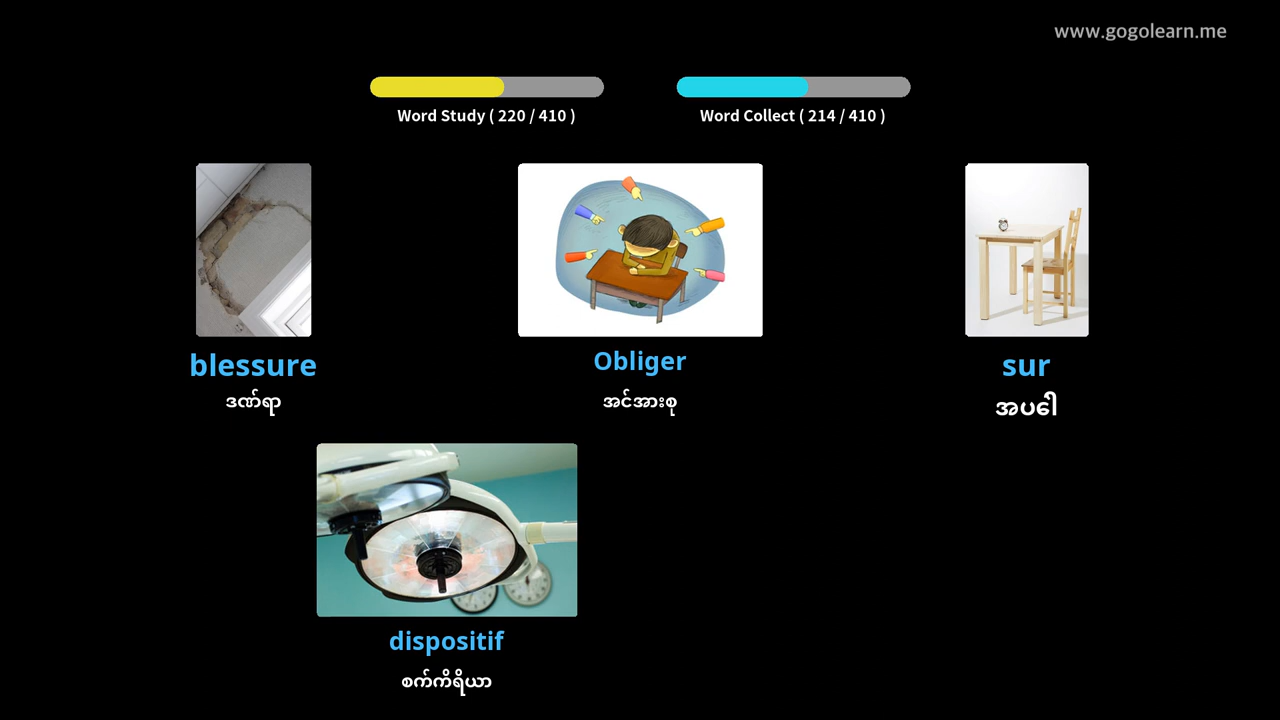 www.gogolearn.me
Word Study ( 220 / 410 )
Word Collect ( 214 / 410 )
blessure
ဒဏ်ရာ
Obliger
အင်အားစု
sur
အပေါ်
dispositif
စက်ကိရိယာ